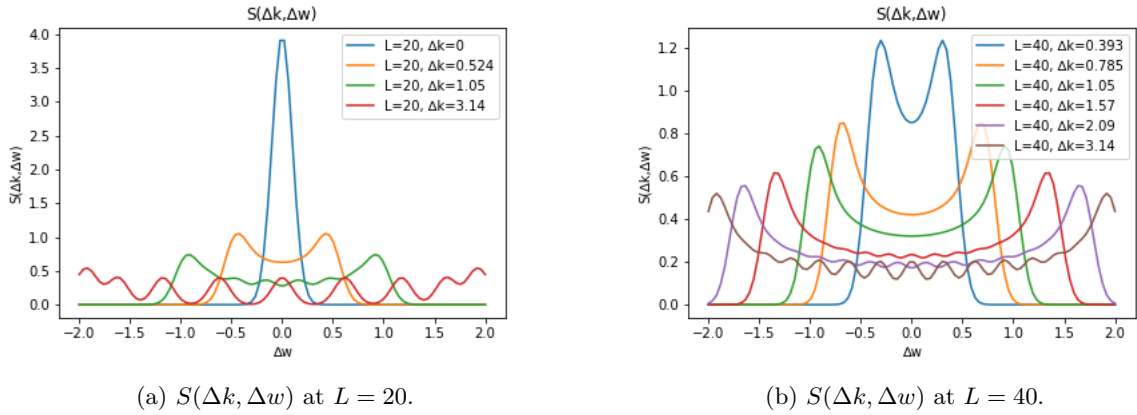 S(Δk,Δw)
L=20, Δk=0
L=20, Δk=0.524
L=20, Δk=1.05
L=20, Δk=3.14
S(Δk,Δw)
4.0
3.5
3.0
2.5
2.0
1.5
1.0
0.5
0.0
-2.0 -1.5 -1.0 -0.5 0.0 0.5 1.0 1.5 2.0
Δw
(a) S(Δk, Δw) at L = 20.
S(Δk,Δw)
L=40, Δk=0.393
L=40, Δk=0.785
L=40, Δk=1.05
L=40, Δk=1.57
L=40, Δk=2.09
L=40, Δk=3.14
S(Δk,Δw)
1.2
1.0
0.8
0.6
0.4
0.2
0.0
-2.0 -1.5 -1.0 -0.5 0.0 0.5 1.0 1.5 2.0
Δw
(b) S(Δk, Δw) at L = 40.